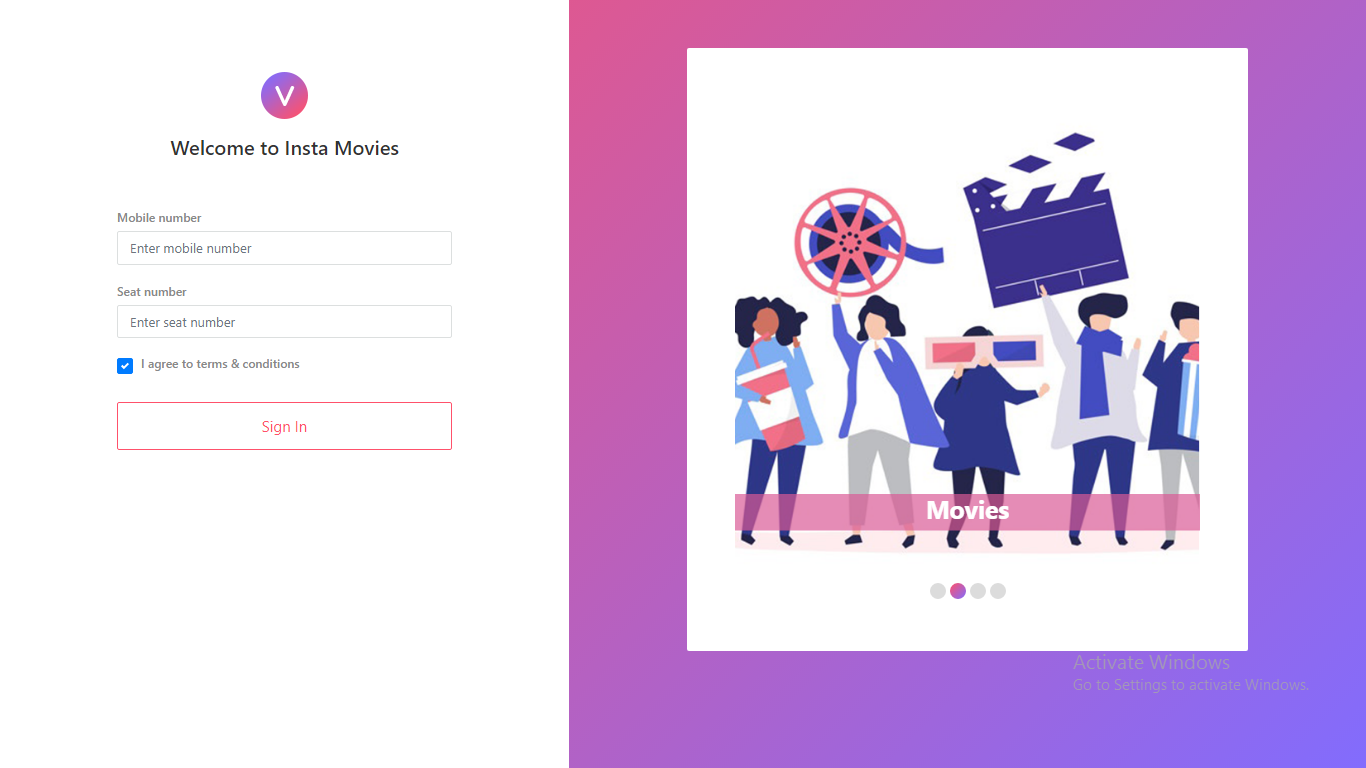 V
Welcome to Insta Movies
Mobile number
Enter mobile number
Seat number
Enter seat number
I agree to terms & conditions
Sign In
Movies
Activate Windows
Go to Settings to activate Windows.